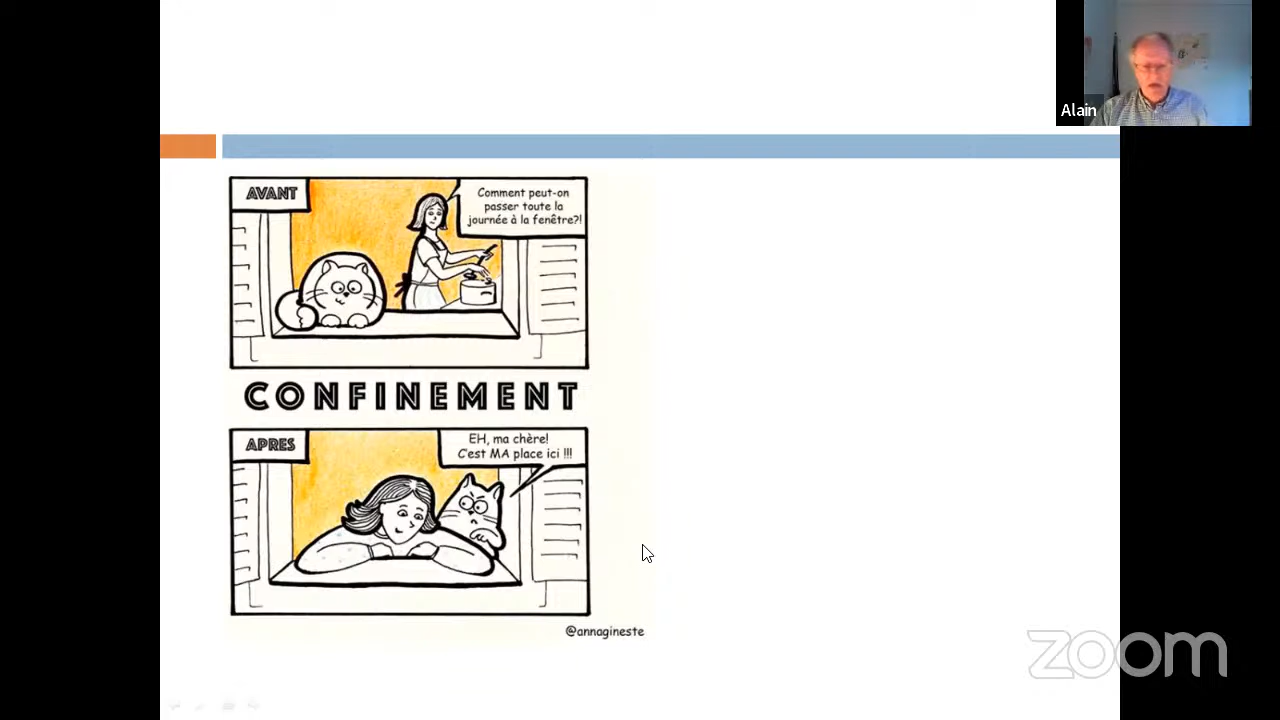 Alain
AVANT
Comment peut-on
passer toute la
journée à la fenêtre?!
CONFINEMENT
APRES
EH, ma chère!
C'est MA place ici !!!
@annagineste
zoom